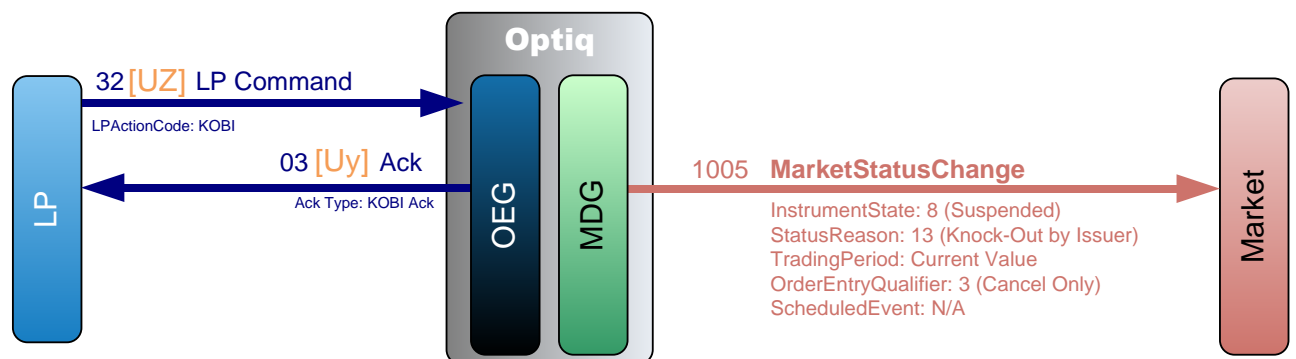 Optiq
32 [UZ] LP Command
LPActionCode: KOBI
03 [Uy] Ack
Ack Type: KOBI Ack
LP
OEG
MDG
1005 MarketStatusChange
InstrumentState: 8 (Suspended)
StatusReason: 13 (Knock-Out by Issuer)
TradingPeriod: Current Value
OrderEntryQualifier: 3 (Cancel Only)
ScheduledEvent: N/A
Market